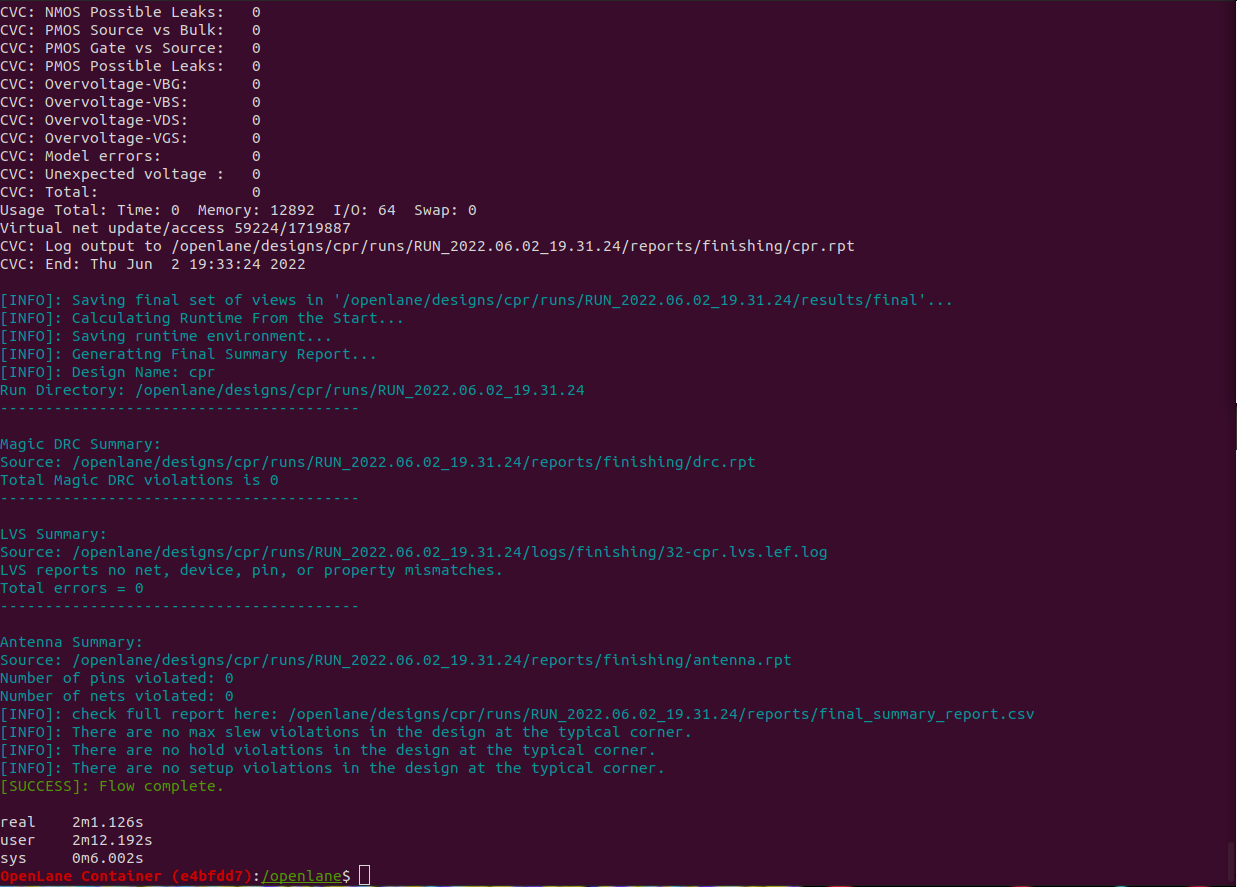 CVC: NMOS Possible Leaks:   0
CVC: PMOS Source vs Bulk:   0
CVC: PMOS Gate vs Source:   0
CVC: PMOS Possible Leaks:   0
CVC: Overvoltage-VBG:       0
CVC: Overvoltage-VBS:       0
CVC: Overvoltage-VDS:       0
CVC: Overvoltage-VGS:       0
CVC: Model errors:          0
CVC: Unexpected voltage :   0
CVC: Total:                 0
Usage Total: Time: 0  Memory: 12892  I/O: 64  Swap: 0
Virtual net update/access 59224/1719887
CVC: Log output to /openlane/designs/cpr/runs/RUN_2022.06.02_19.31.24/reports/finishing/cpr.rpt
CVC: End: Thu Jun  2 19:33:24 2022
[INFO]: Saving final set of views in '/openlane/designs/cpr/runs/RUN_2022.06.02_19.31.24/results/final'...
[INFO]: Calculating Runtime From the Start...
[INFO]: Saving runtime environment...
[INFO]: Generating Final Summary Report...
[INFO]: Design Name: cpr
Run Directory: /openlane/designs/cpr/runs/RUN_2022.06.02_19.31.24
----------------------------------------
Magic DRC Summary:
Source: /openlane/designs/cpr/runs/RUN_2022.06.02_19.31.24/reports/finishing/drc.rpt
Total Magic DRC violations is 0
----------------------------------------
LVS Summary:
Source: /openlane/designs/cpr/runs/RUN_2022.06.02_19.31.24/logs/finishing/32-cpr.lvs.lef.log
LVS reports no net, device, pin, or property mismatches.
Total errors = 0
----------------------------------------
Antenna Summary:
Source: /openlane/designs/cpr/runs/RUN_2022.06.02_19.31.24/reports/finishing/antenna.rpt
Number of pins violated: 0
Number of nets violated: 0
[INFO]: check full report here: /openlane/designs/cpr/runs/RUN_2022.06.02_19.31.24/reports/final_summary_report.csv
[INFO]: There are no max slew violations in the design at the typical corner.
[INFO]: There are no hold violations in the design at the typical corner.
[INFO]: There are no setup violations in the design at the typical corner.
[SUCCESS]: Flow complete.
real    2m1.126s
user    2m12.192s
sys     0m6.002s
OpenLane Container (e4bfdd7):/openlane$